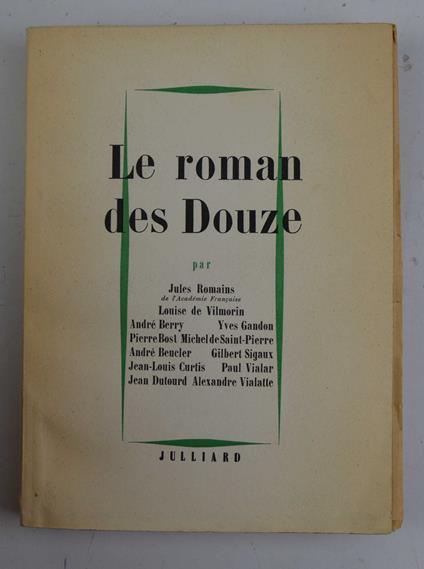 Le roman
des Douze
par
Jules Romains
de l'Académie Française
Louise de Vilmorin
André Berry Yves Gandon
Pierre Bost Michel de Saint-Pierre
André Beucler Gilbert Sigaux
Jean-Louis Curtis Paul Vialar
Jean Dutourd Alexandre Vialatte
JULLIARD